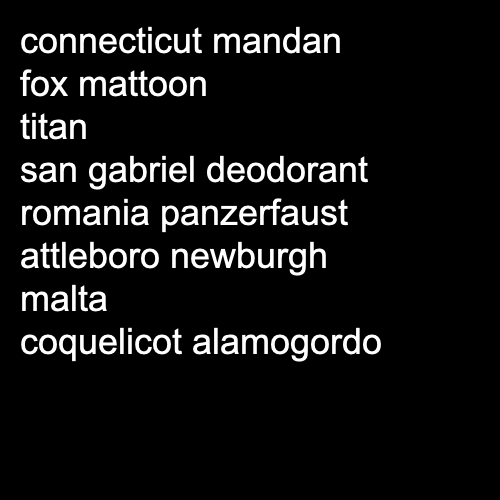 connecticut mandan
fox mattoon
titan
san gabriel deodorant
romania panzerfaust
attleboro newburgh
malta
coquelicot alamogordo